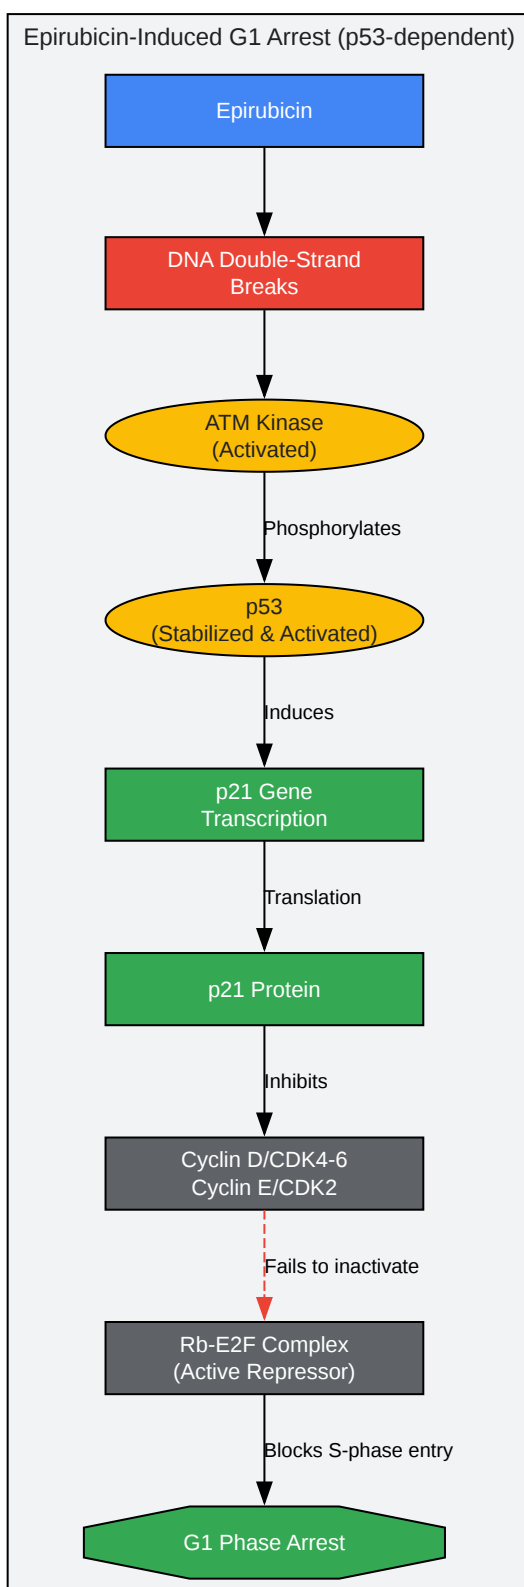 Epirubicin-Induced G1 Arrest (p53-dependent)
Epirubicin
DNA Double-Strand
Breaks
ATM Kinase
(Activated)
Phosphorylates
p53
(Stabilized & Activated)
Induces
p21 Gene
Transcription
Translation
p21 Protein
Inhibits
Cyclin D/CDK4-6
Cyclin E/CDK2
Fails to inactivate
Rb-E2F Complex
(Active Repressor)
Blocks S-phase entry
G1 Phase Arrest